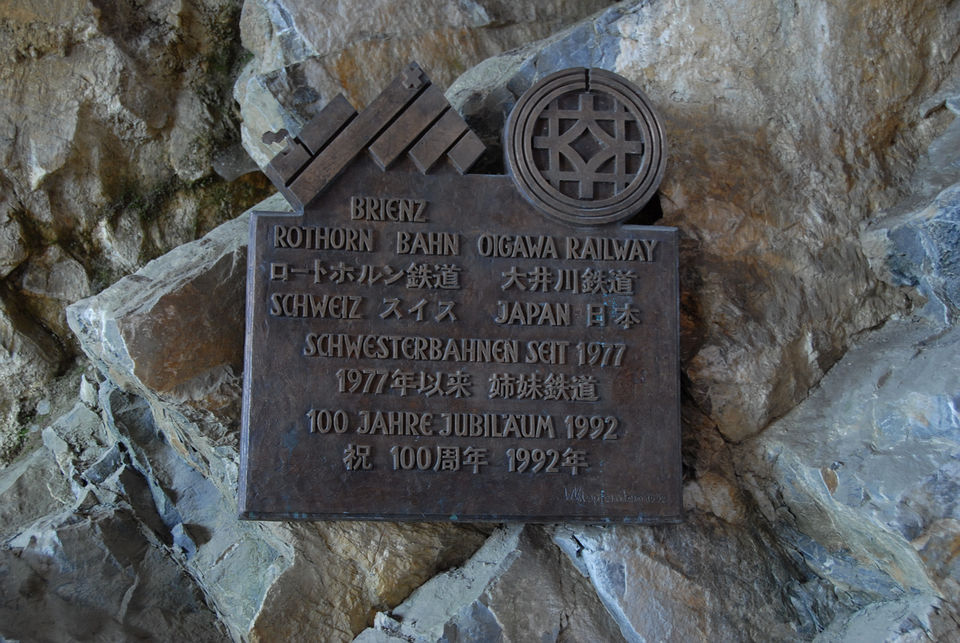 BRIENZ
ROTHORN BAHN OIGAWA RAILWAY
ロートホルン鉄道 大井川鉄道
SCHWEIZ スイス JAPAN 日本
SCHWESTERBAHNEN SEIT 1977
1977年以来 姉妹鉄道
100 JAHRE JUBILÄUM 1992
祝 100周年 1992年